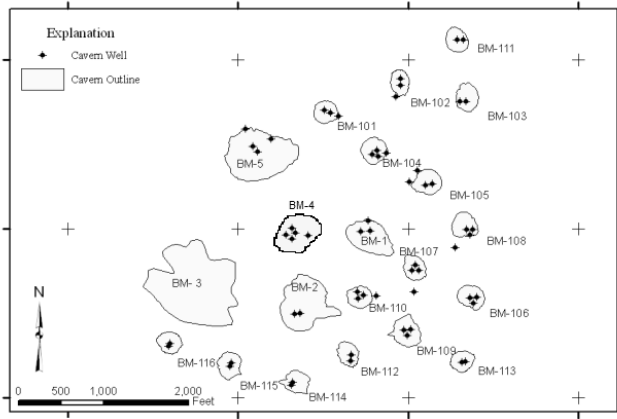 Explanation
Cavern Well
Cavern Outline
BM-111
BM-102
BM-103
BM-101
BM-5
BM-104
BM-105
BM-4
BM-1
BM-108
BM-107
BM- 3
BM-2
BM-110
BM-106
N
BM-109
BM-116
BM-112
BM-113
BM-115
BM-114
0 500 1,000 2,000
Feet